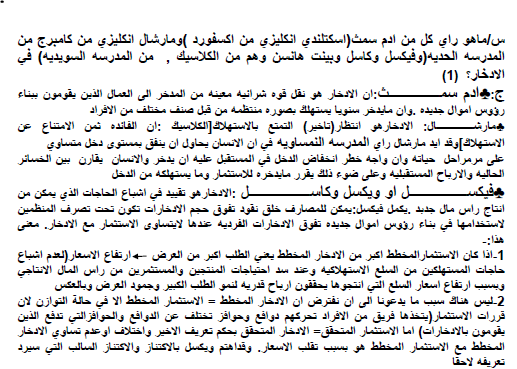 س/ماهو راي كل من ادم سمث(اسكتلندي انكليزي من اكسفورد )ومارشال انكليزي من كامبرج من
المدرسه الحديه(وفيكسل وكاسل وبينت هانسن وهم من الكلاسيك , من المدرسه السويديه) في
الادخار؟ (1)
ج:♣أدم سمـــــــــــث:ان الادخار هو نقل قوه شرائية معينه من المدخر الى العمال الذين يقومون ببناء
رؤوس اموال جديده .وان مايدخر سنويا يستهلك بصوره منتظمه من قبل صنف مختلف من الافراد
♣مارشـــــــال: الادخارهو انتظار(تاخير) التمتع بالاستهلاك[الكلاسيك :ان الفائده ثمن الامتناع عن
الاستهلاك]وقد ايد مارشال راي المدرسه النمساويه في ان الانسان يحاول ان ينفق بمستوى دخل متساوي
على مرمراحل حياته وان واجه خطر انخفاض الدخل في المستقبل عليه ان يدخر والانسان يقارن بين الخسائر
الحاليه والارباح المستقبليه وعلى ضوء ذلك يقرر مايدخره للاستثمار وما يستهلكه من الدخل
♣فيكســـــــل او ويكسل وكاســـــــــل :الادخارهو تقييد في اشباع الحاجات الذي يمكن من
انتاج راس مال جديد .يكمل فيكسل:يمكن للمصارف خلق نقود تفوق حجم الادخارات تكون تحت تصرف المنظمين
لاستخدامها في بناء رؤوس اموال جديده تفوق الادخارات الفرديه عندها لايتساوى الاستثمار مع الادخار. معنى
هذا:-
1-اذا كان الاستثمارالمخطط اكبر من الادخار المخطط يعني الطلب اكبر من العرض ←ارتفاع الاسعار(لعدم اشباع
حاجات المستهلكين من السلع الاستهلاكية وعند سد احتياجات المنتجين والمستثمرين من راس المال الانتاجي
وبسبب ارتفاع اسعار السلع التي انتجوها يحققون ارباح قدريه لنمو الطلب الكبير وجمود العرض وبالعكس
2-ليس هناك سبب ما يدعونا الى ان نفترض ان الادخار المخطط = الاستثمار المخطط الا في حالة التوازن لان
قررات الاستثمار(يتخذها فريق من الافراد تحركهم دوافع وحوافز تختلف عن الدوافع والحوافزالتي تدفع الذين
يقومون بالادخارات) اما الاستثمار المتحقق= الادخار المتحقق بحكم تعريف الاخير واختلاف اوعدم تساوي الادخار
المخطط مع الاستثمار المخطط هو بسبب تقلب الاسعار. وقداهتم ويكسل بالاكتناز والاكتناز السالب التي سيرد
تعريفه لاحقا